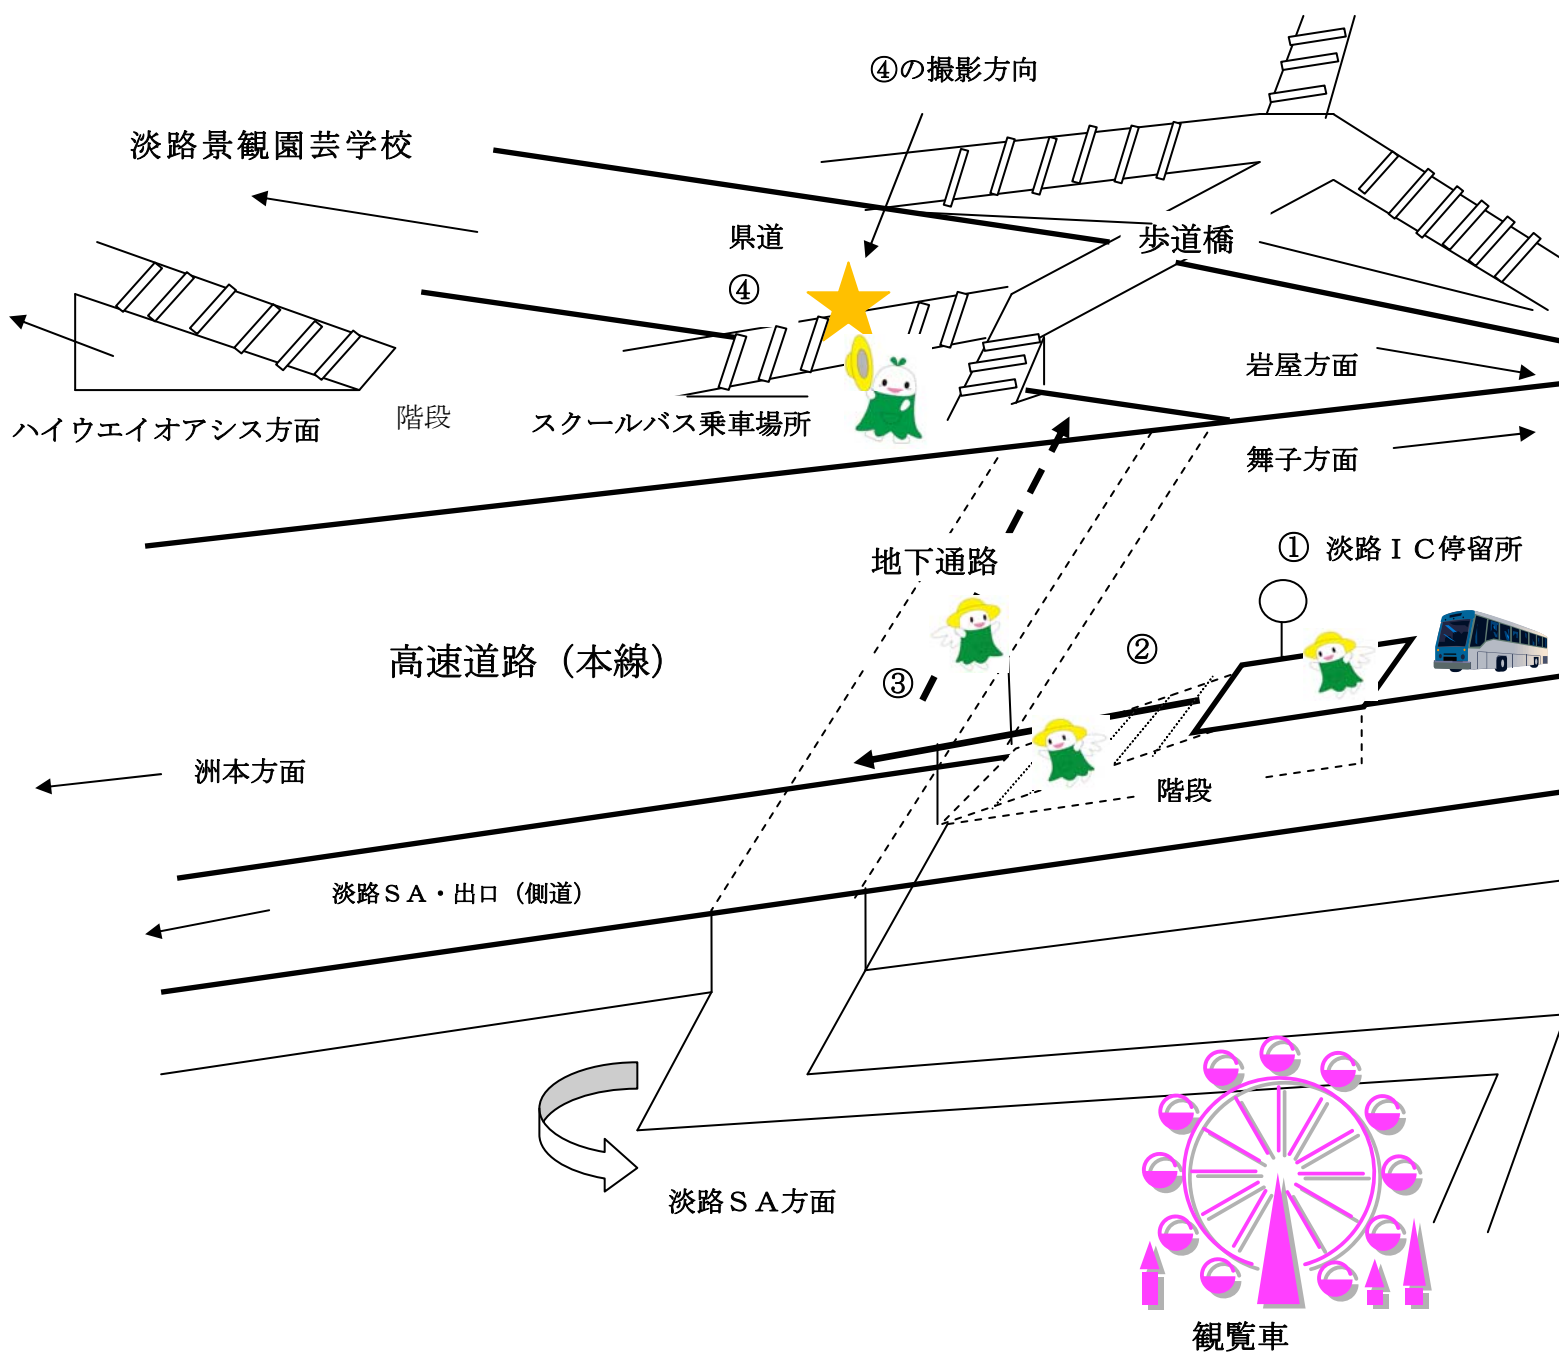 ④の撮影方向
淡路景観園芸学校
県道
歩道橋
④
岩屋方面
ハイウエイオアシス方面
階段
スクールバス乗車場所
舞子方面
① 淡路ＩＣ停留所
地下通路
高速道路（本線）
②
③
洲本方面
階段
淡路ＳＡ・出口（側道）
淡路ＳＡ方面
観覧車